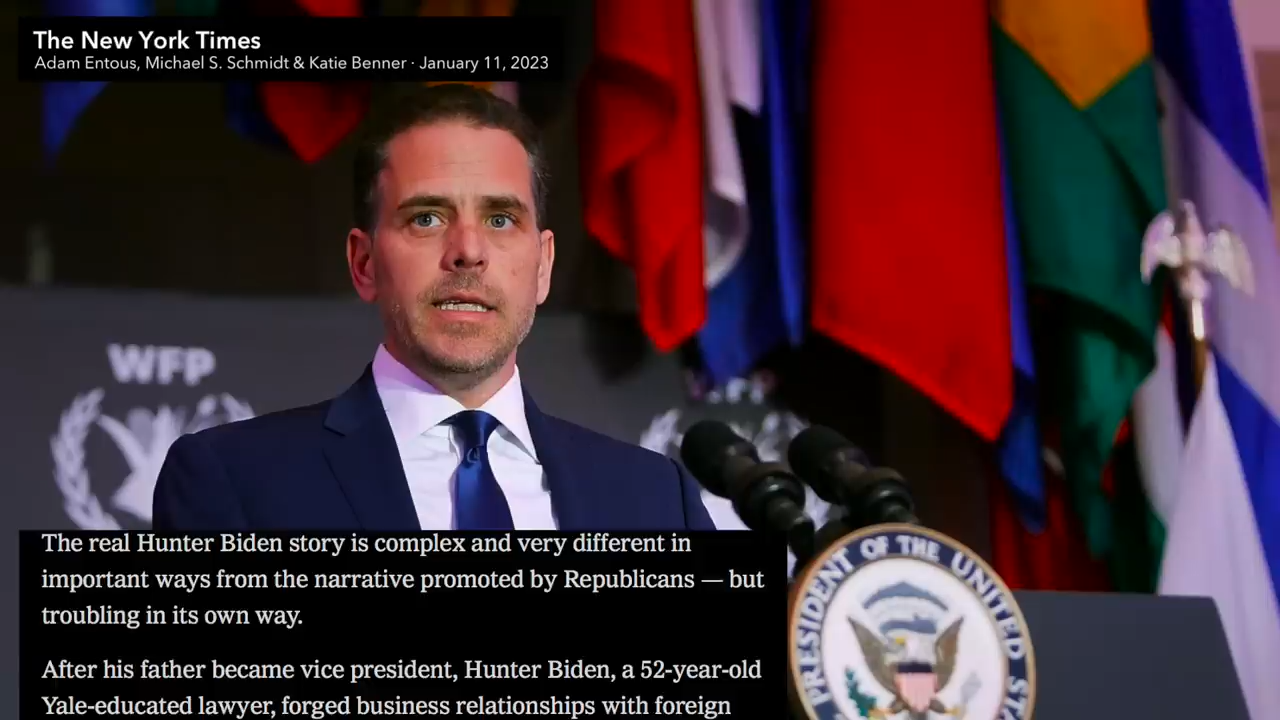 The New York Times
Adam Entous, Michael S. Schmidt & Katie Benner · January 11, 2023
WFP
The real Hunter Biden story is complex and very different in
important ways from the narrative promoted by Republicans — but
troubling in its own way.
After his father became vice president, Hunter Biden, a 52-year-old
Yale-educated lawyer, forged business relationships with foreign
PRESIDENT OF THE UNITED STA